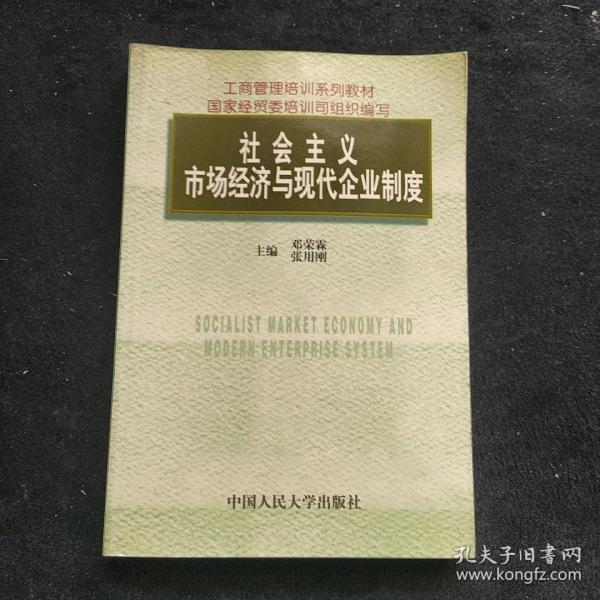 工商管理培训系列教材
国家经贸委培训司组织编写
社会主义
市场经济与现代企业制度
主编 邓荣霖
张用刚
SOCIALIST MARKET ECONOMY AND
MODERN ENTERPRISE SYSTEM
中国人民大学出版社
孔夫子旧书网
www.kongfz.com